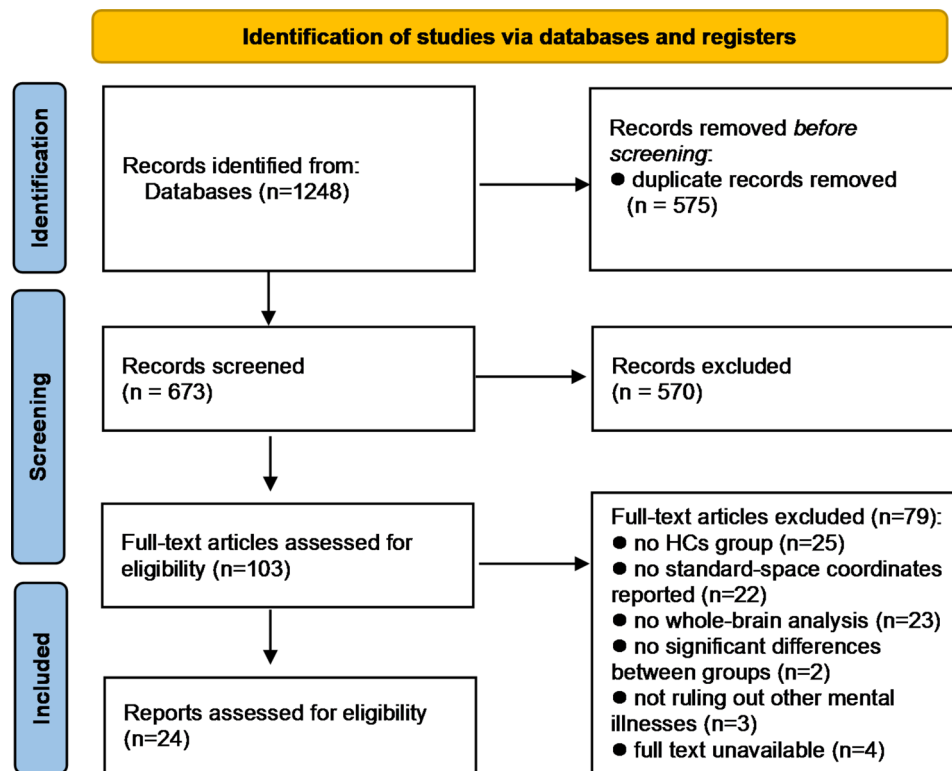 Identification of studies via databases and registers
Identification
Records identified from:
Databases (n=1248)
Records removed before
screening:
● duplicate records removed
(n = 575)
Screening
Records screened
(n = 673)
Records excluded
(n = 570)
Full-text articles assessed for
eligibility (n=103)
Full-text articles excluded (n=79):
● no HCs group (n=25)
● no standard-space coordinates
reported (n=22)
● no whole-brain analysis (n=23)
● no significant differences
between groups (n=2)
● not ruling out other mental
illnesses (n=3)
● full text unavailable (n=4)
Included
Reports assessed for eligibility
(n=24)